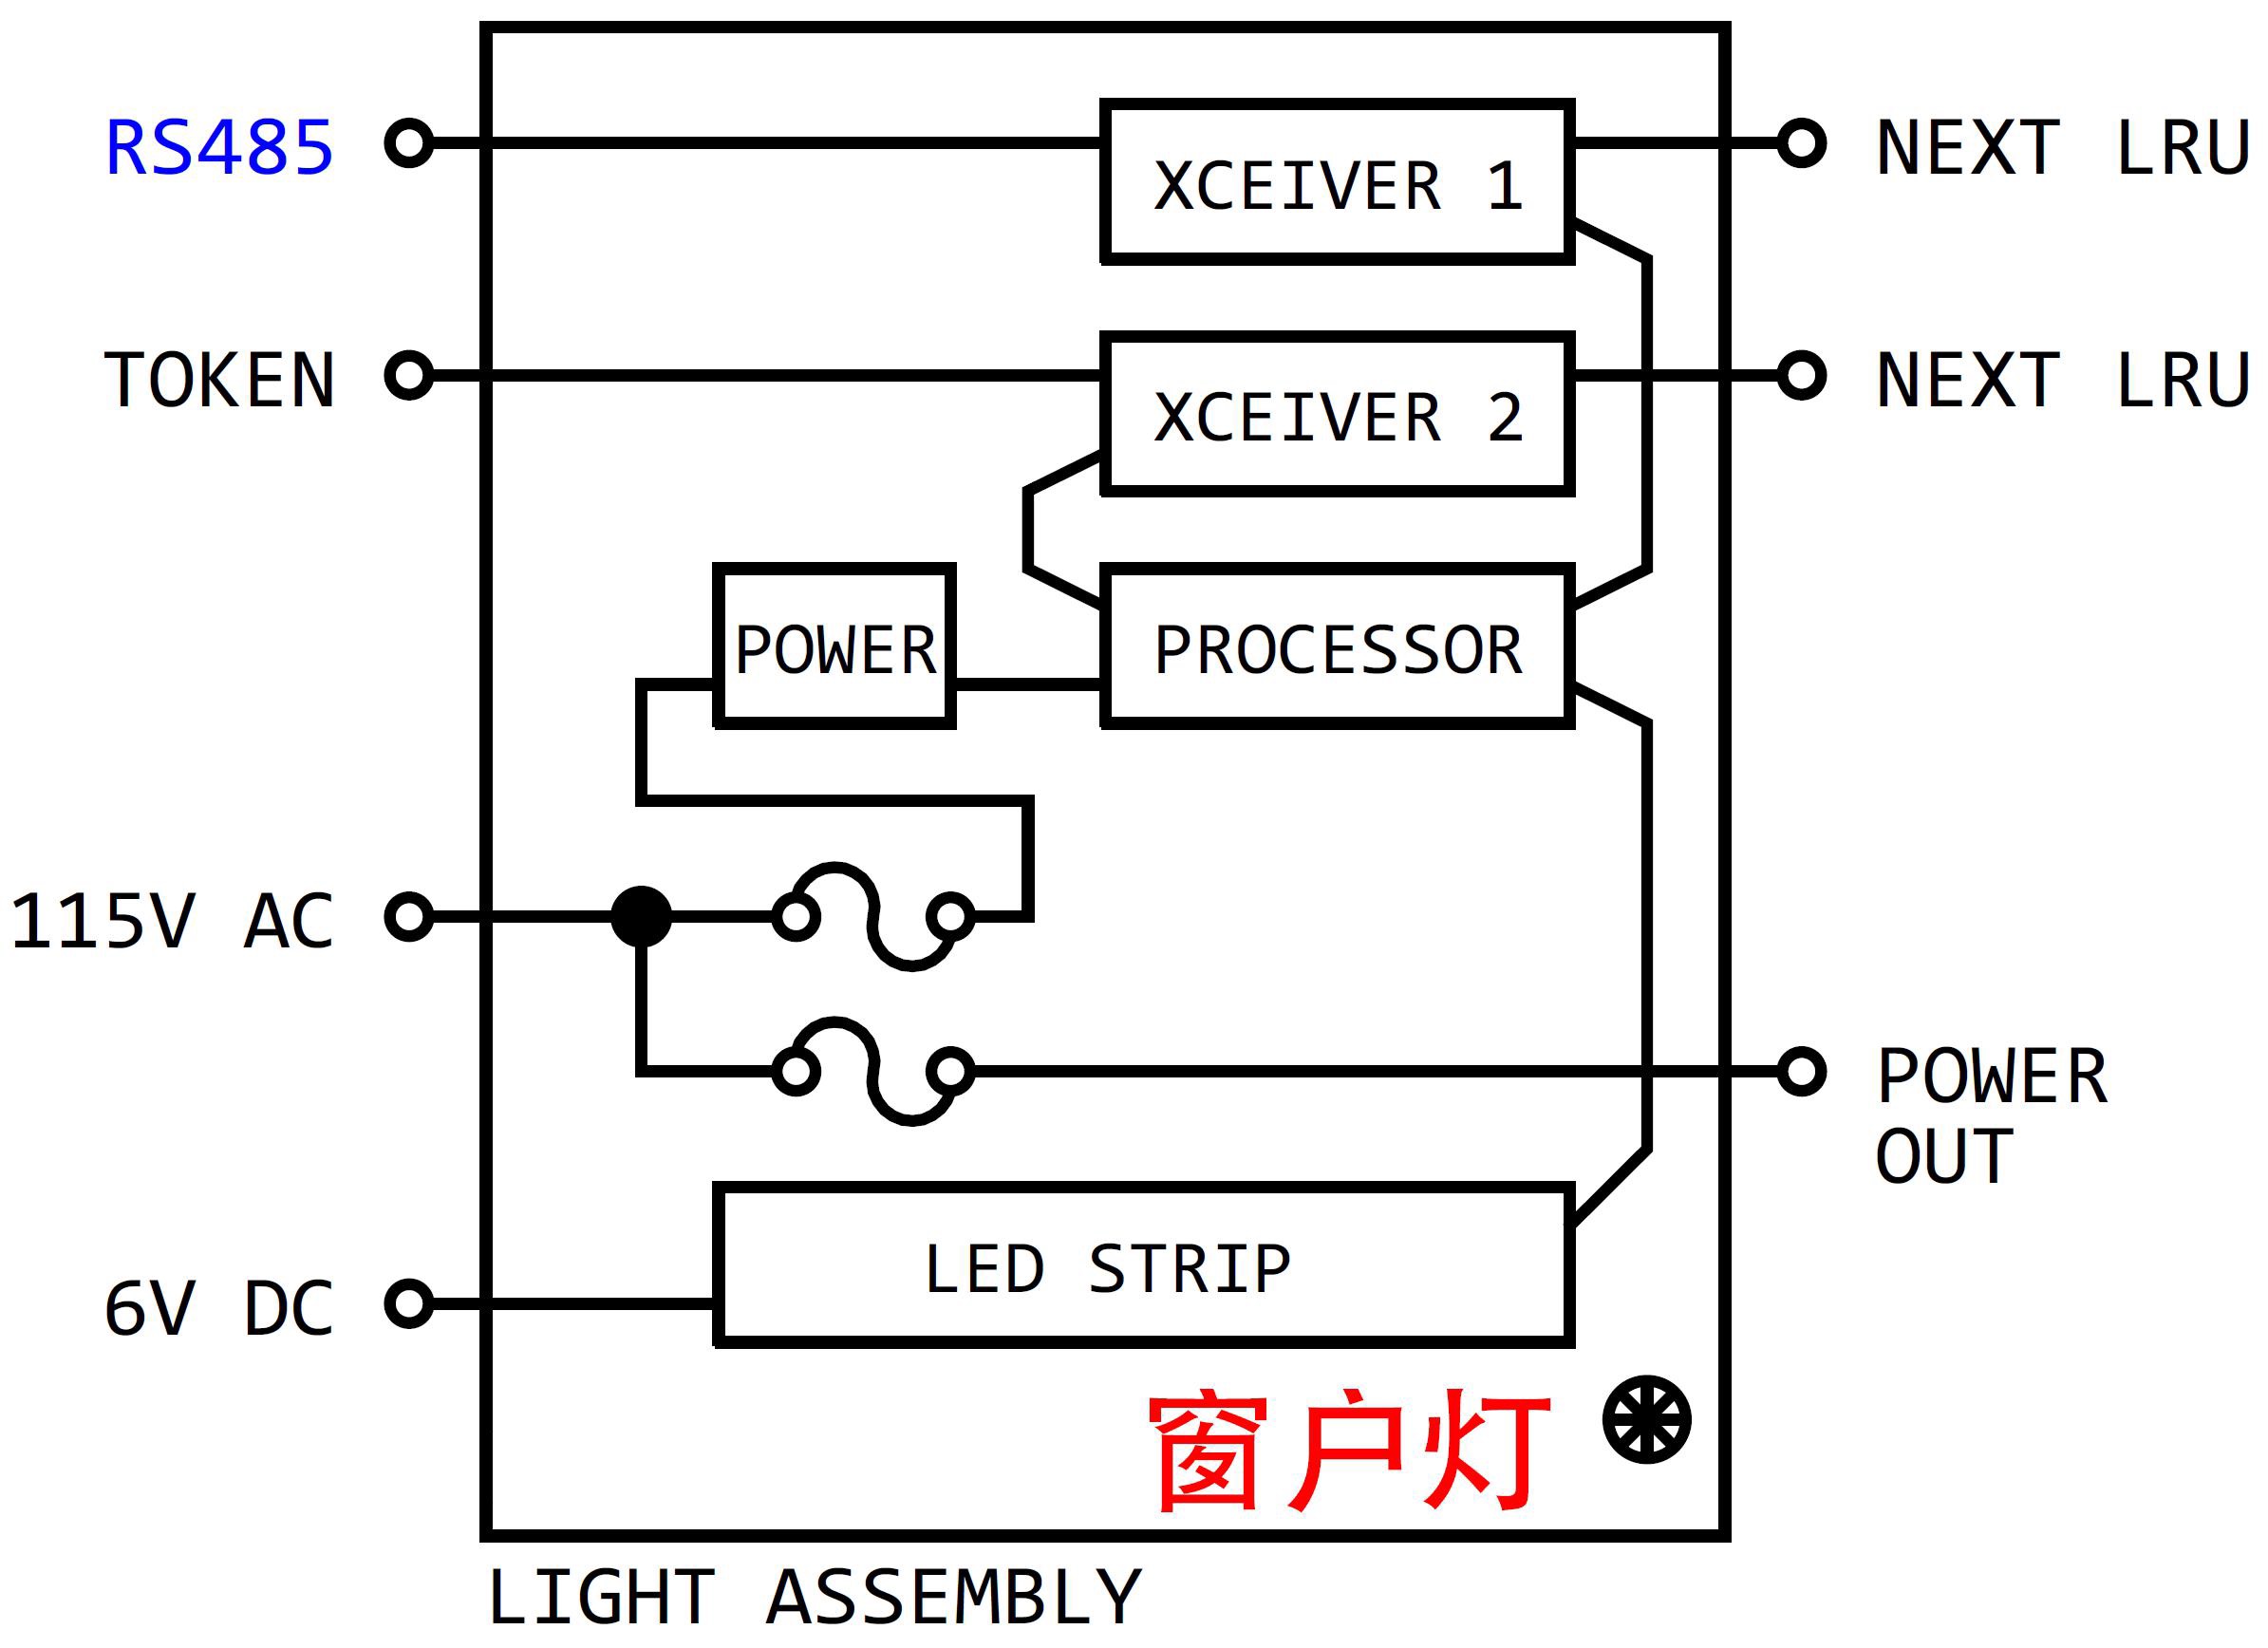 RS485
XCEIVER 1
NEXT LRU
TOKEN
XCEIVER 2
NEXT LRU
POWER
PROCESSOR
115V AC
POWER
OUT
LED STRIP
6V DC
窗户灯
LIGHT ASSEMBLY